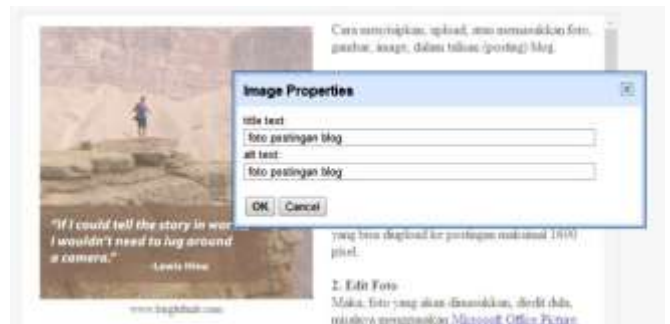 Cara menyiapkan, upload, atau memasukkan foto,
gambar, image, dalam tulisan (posting) blog.
Image Properties
title text:
foto postingan blog
alt text:
foto postingan blog
OK Cancel
"If I could tell the story in
I wouldn't need to lug around
a camera."
-Lewis Hine
yang bisa diupload ke postingan maksimal 1600
pixel.
2. Edit Foto
Maka, foto yang akan dimasukkan, diedit dulu,
misalnya menggunakan Microsoft Office Picture